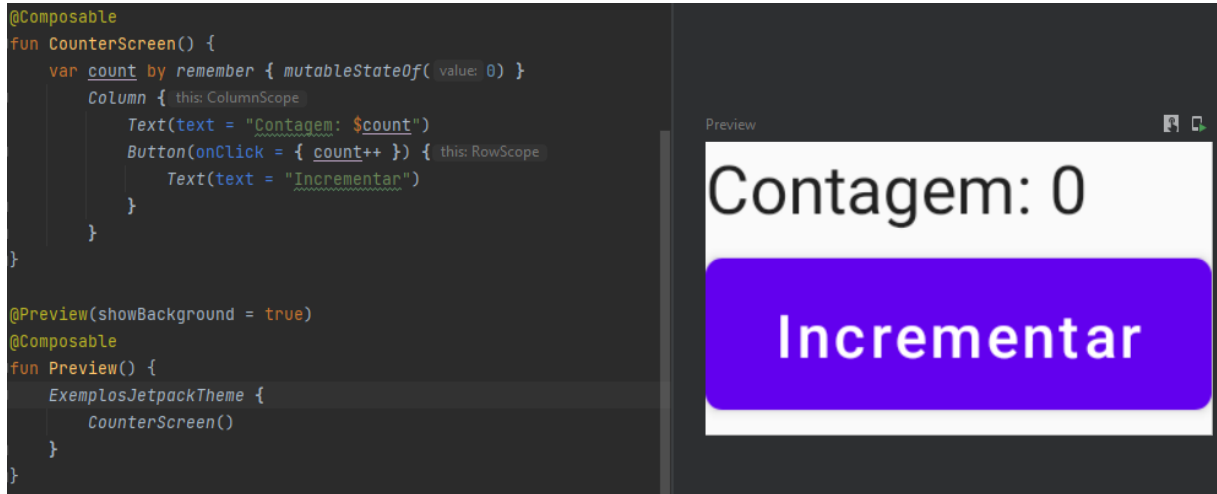 @Composable
fun CounterScreen() {
    var count by remember { mutableStateOf( value: 0) }
        Column { this: ColumnScope
            Text(text = "Contagem: $count")
            Button(onClick = { count++ }) { this: RowScope
                Text(text = "Incrementar")
            }
        }
}

@Preview(showBackground = true)
@Composable
fun Preview() {
    ExemplosJetpackTheme {
        CounterScreen()
    }
}
Preview
Contagem: 0
Incrementar